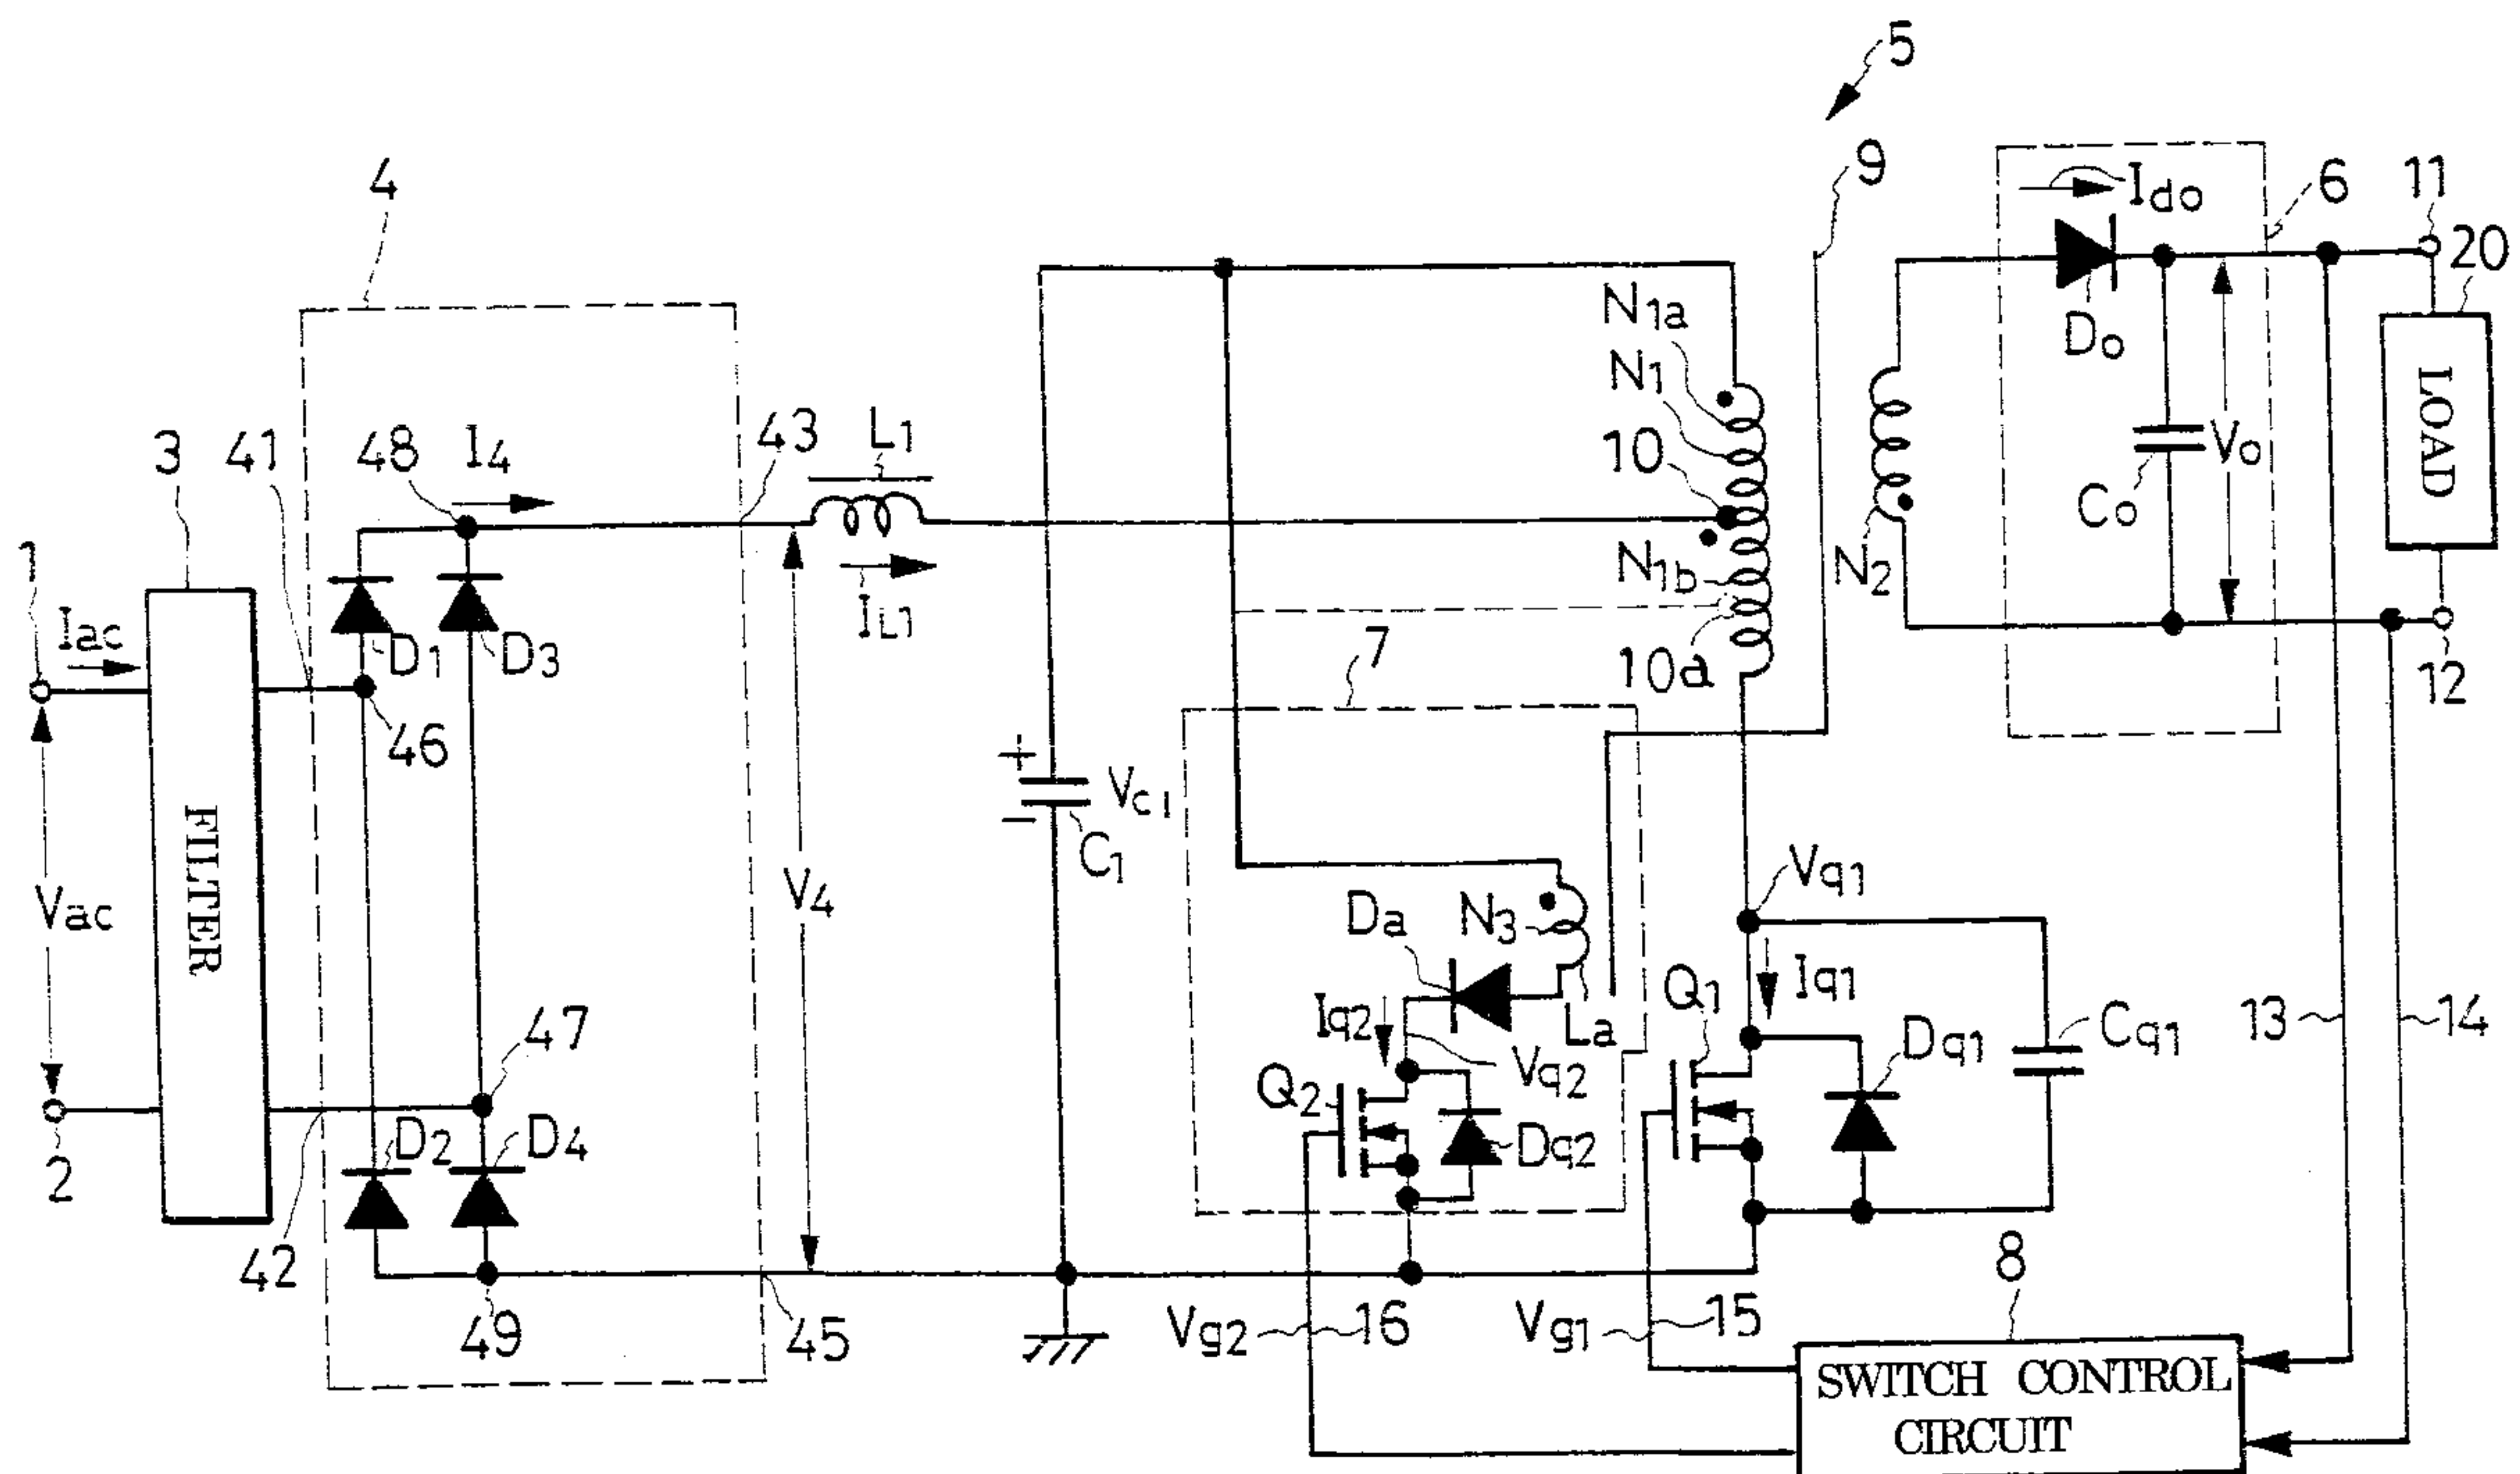 5
9
4
Ido
6
11
20
N1a
N1
Do
LOAD
3
41
48
I4
43
L1
10
Vo
Co
1
Iac
D1
D3
IL1
N1b
N2
7
10a
12
46
FILTER
+
Vc1
−
C1
Vac
V4
Vq1
Da
N3
Iq2
La
Q1
Iq1
Cq1
13
14
47
Vq2
Dq1
Q2
D2
D4
Dq2
2
42
8
49
45
Vg2
16
Vg1
15
SWITCH CONTROL
CIRCUIT